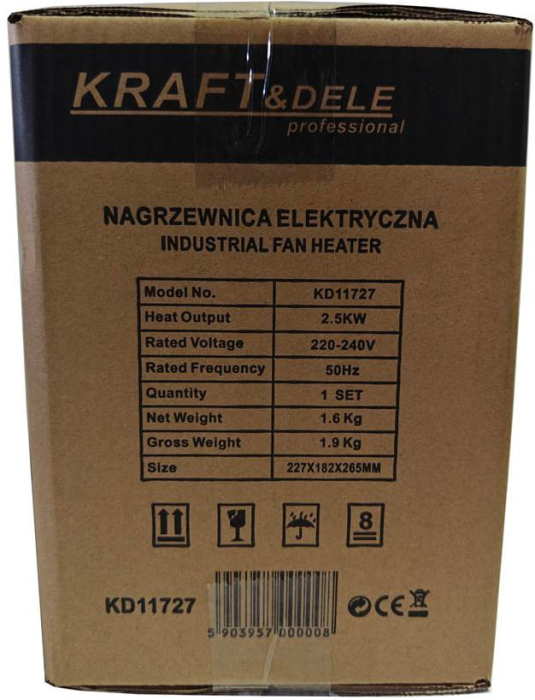 KRAFT&DELE
professional
NAGRZEWNICA ELEKTRYCZNA
INDUSTRIAL FAN HEATER
Model No. KD11727
Heat Output 2.5KW
Rated Voltage 220-240V
Rated Frequency 50Hz
Quantity 1 SET
Net Weight 1.6 Kg
Gross Weight 1.9 Kg
Size 227X182X265MM
8
KD11727
5 903957 000008
CE